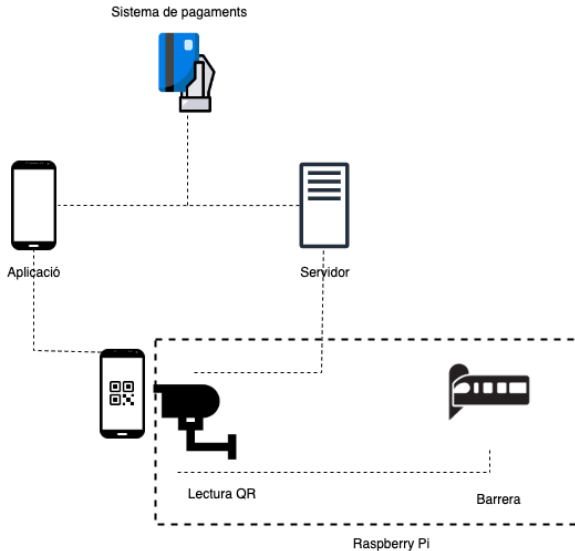 Sistema de pagaments
Aplicació
Servidor
Lectura QR
Barrera
Raspberry Pi